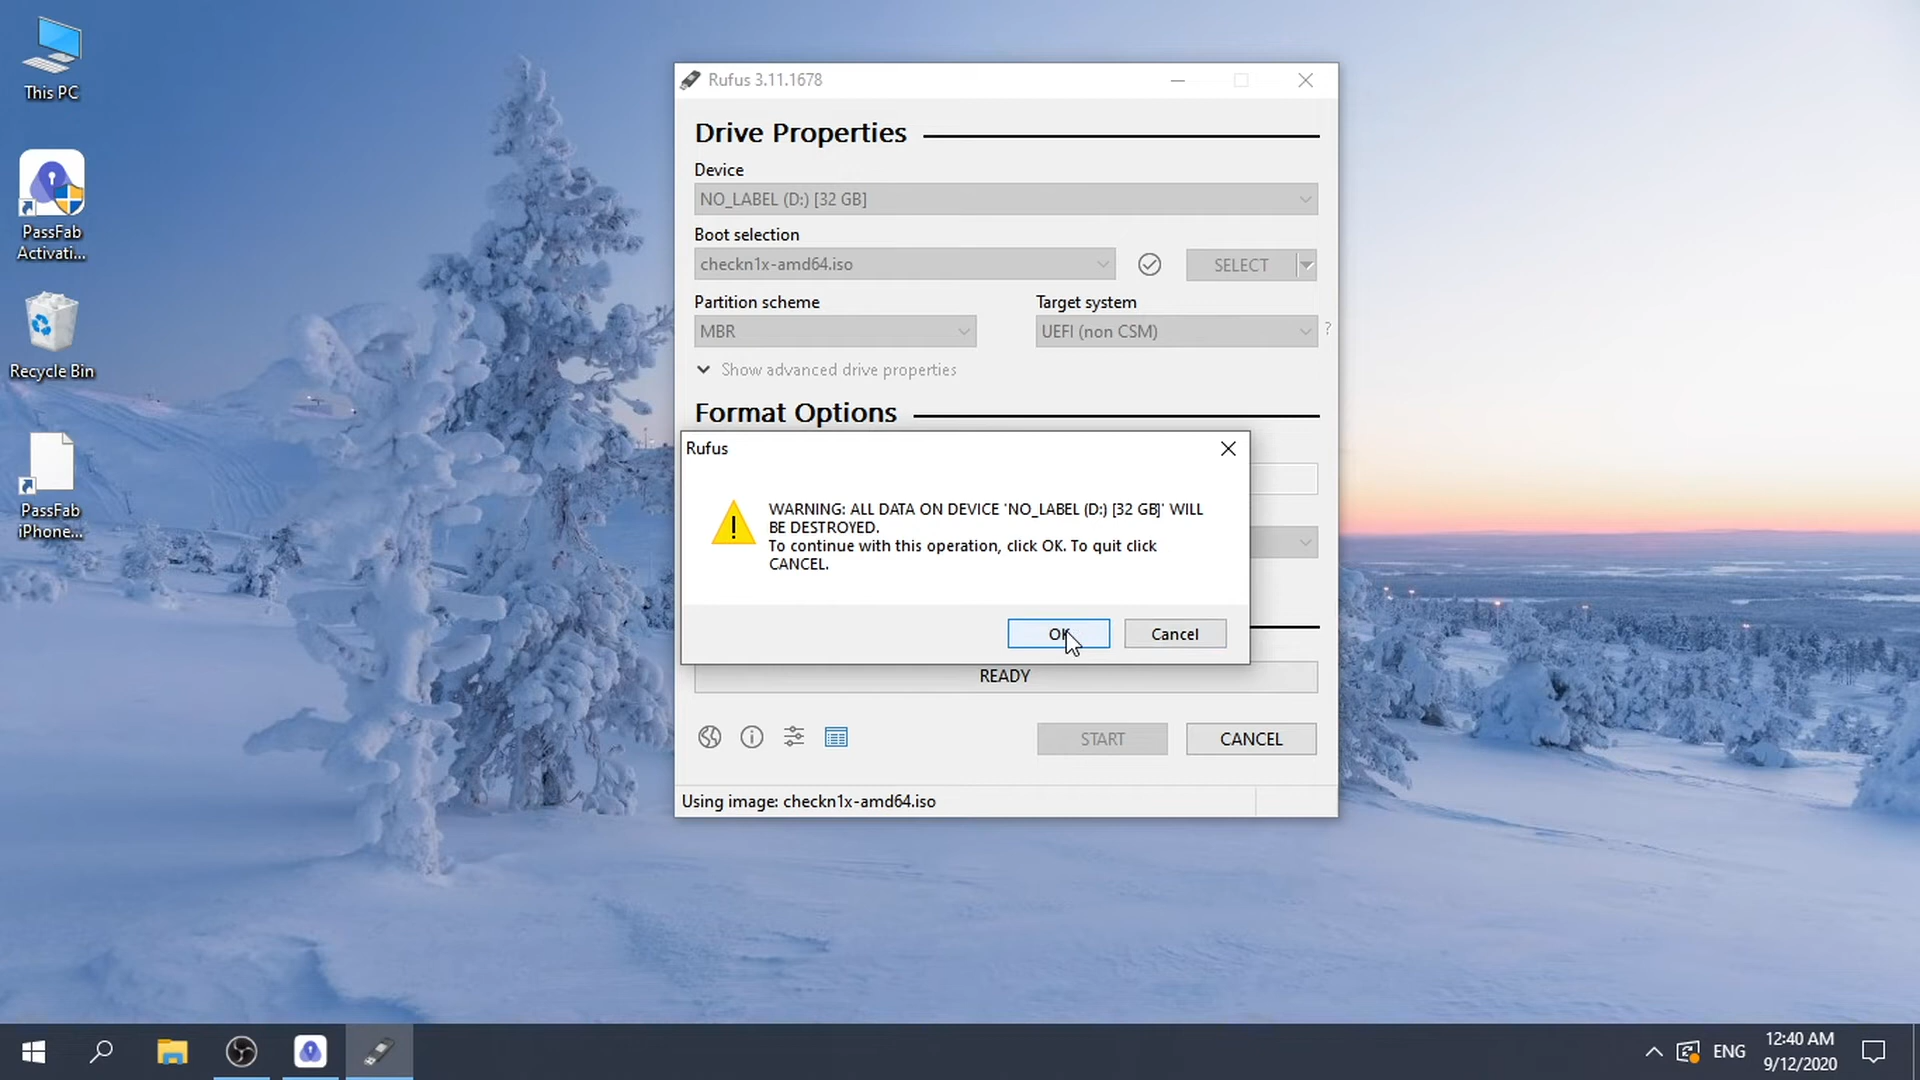 This PC
PassFab
Activati...
Recycle Bin
PassFab
iPhone...
Rufus 3.11.1678
Drive Properties
Device
NO_LABEL (D:) [32 GB]
Boot selection
checkn1x-amd64.iso
SELECT
Partition scheme
Target system
MBR
UEFI (non CSM)
?
Show advanced drive properties
Format Options
Rufus
WARNING: ALL DATA ON DEVICE 'NO_LABEL (D:) [32 GB]' WILL
BE DESTROYED.
To continue with this operation, click OK. To quit click
CANCEL.
OK
Cancel
READY
START
CANCEL
Using image: checkn1x-amd64.iso
ENG
12:40 AM
9/12/2020